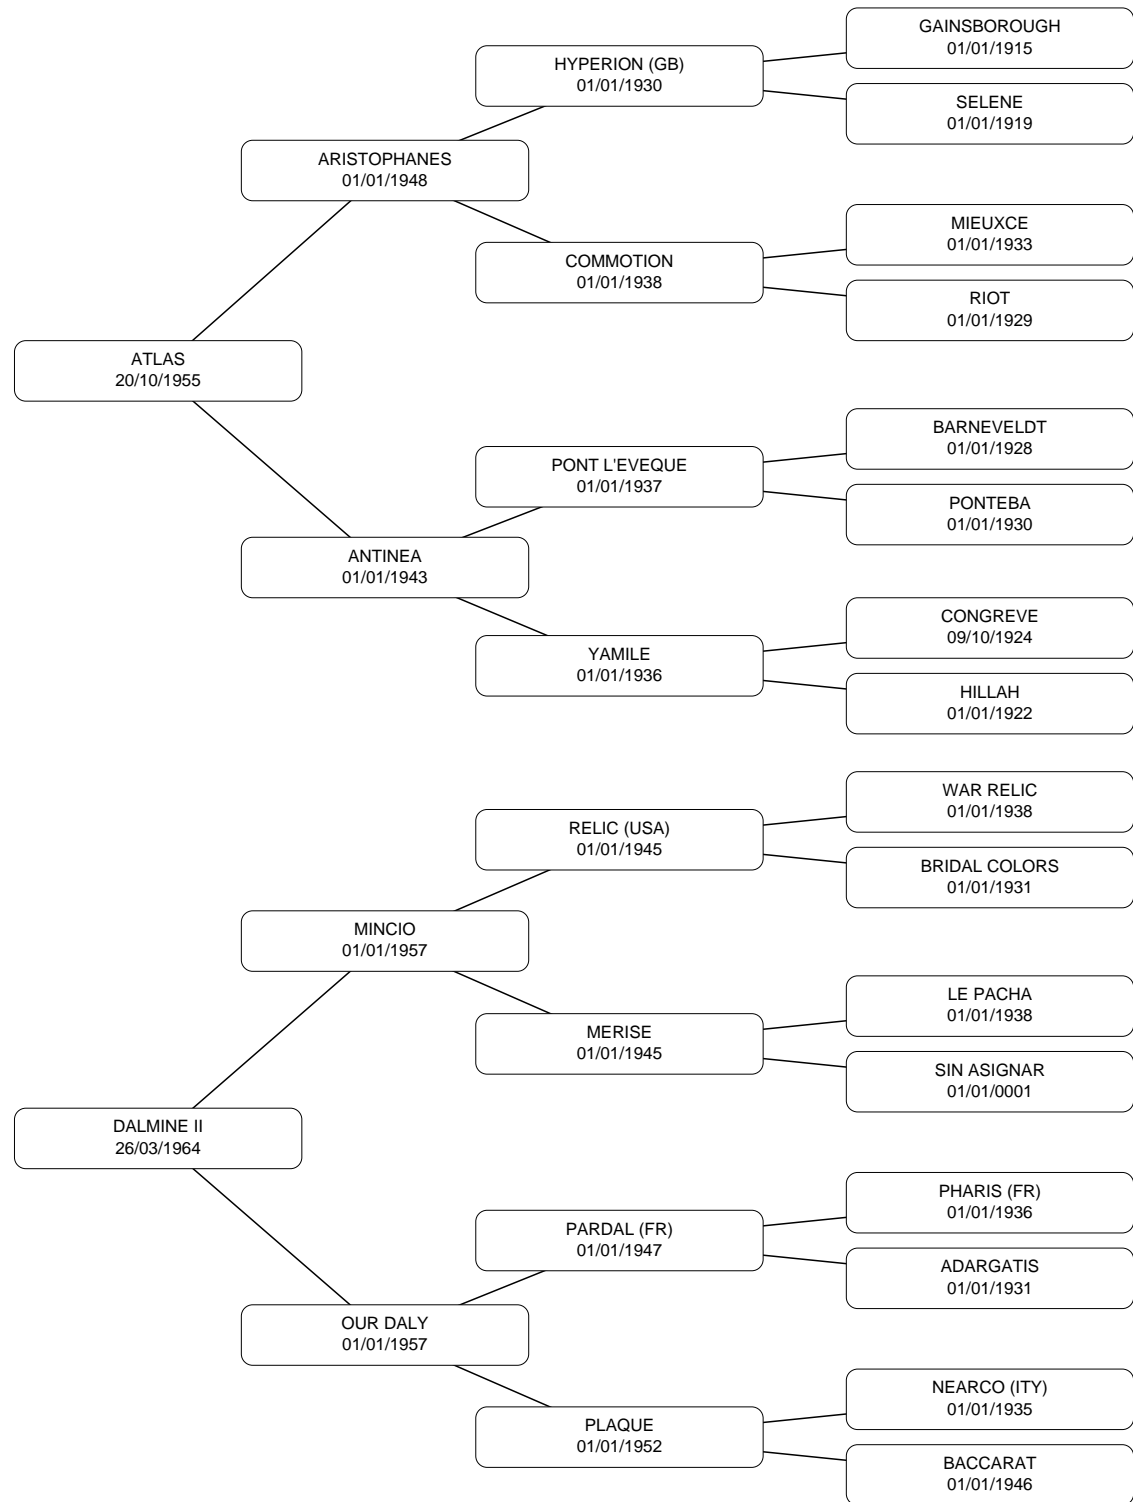 GAINSBOROUGH
01/01/1915
HYPERION (GB)
01/01/1930
SELENE
01/01/1919
ARISTOPHANES
01/01/1948
MIEUXCE
01/01/1933
COMMOTION
01/01/1938
RIOT
01/01/1929
ATLAS
20/10/1955
BARNEVELDT
01/01/1928
PONT L'EVEQUE
01/01/1937
PONTEBA
01/01/1930
ANTINEA
01/01/1943
CONGREVE
09/10/1924
YAMILE
01/01/1936
HILLAH
01/01/1922
WAR RELIC
01/01/1938
RELIC (USA)
01/01/1945
BRIDAL COLORS
01/01/1931
MINCIO
01/01/1957
LE PACHA
01/01/1938
MERISE
01/01/1945
SIN ASIGNAR
01/01/0001
DALMINE II
26/03/1964
PHARIS (FR)
01/01/1936
PARDAL (FR)
01/01/1947
ADARGATIS
01/01/1931
OUR DALY
01/01/1957
NEARCO (ITY)
01/01/1935
PLAQUE
01/01/1952
BACCARAT
01/01/1946